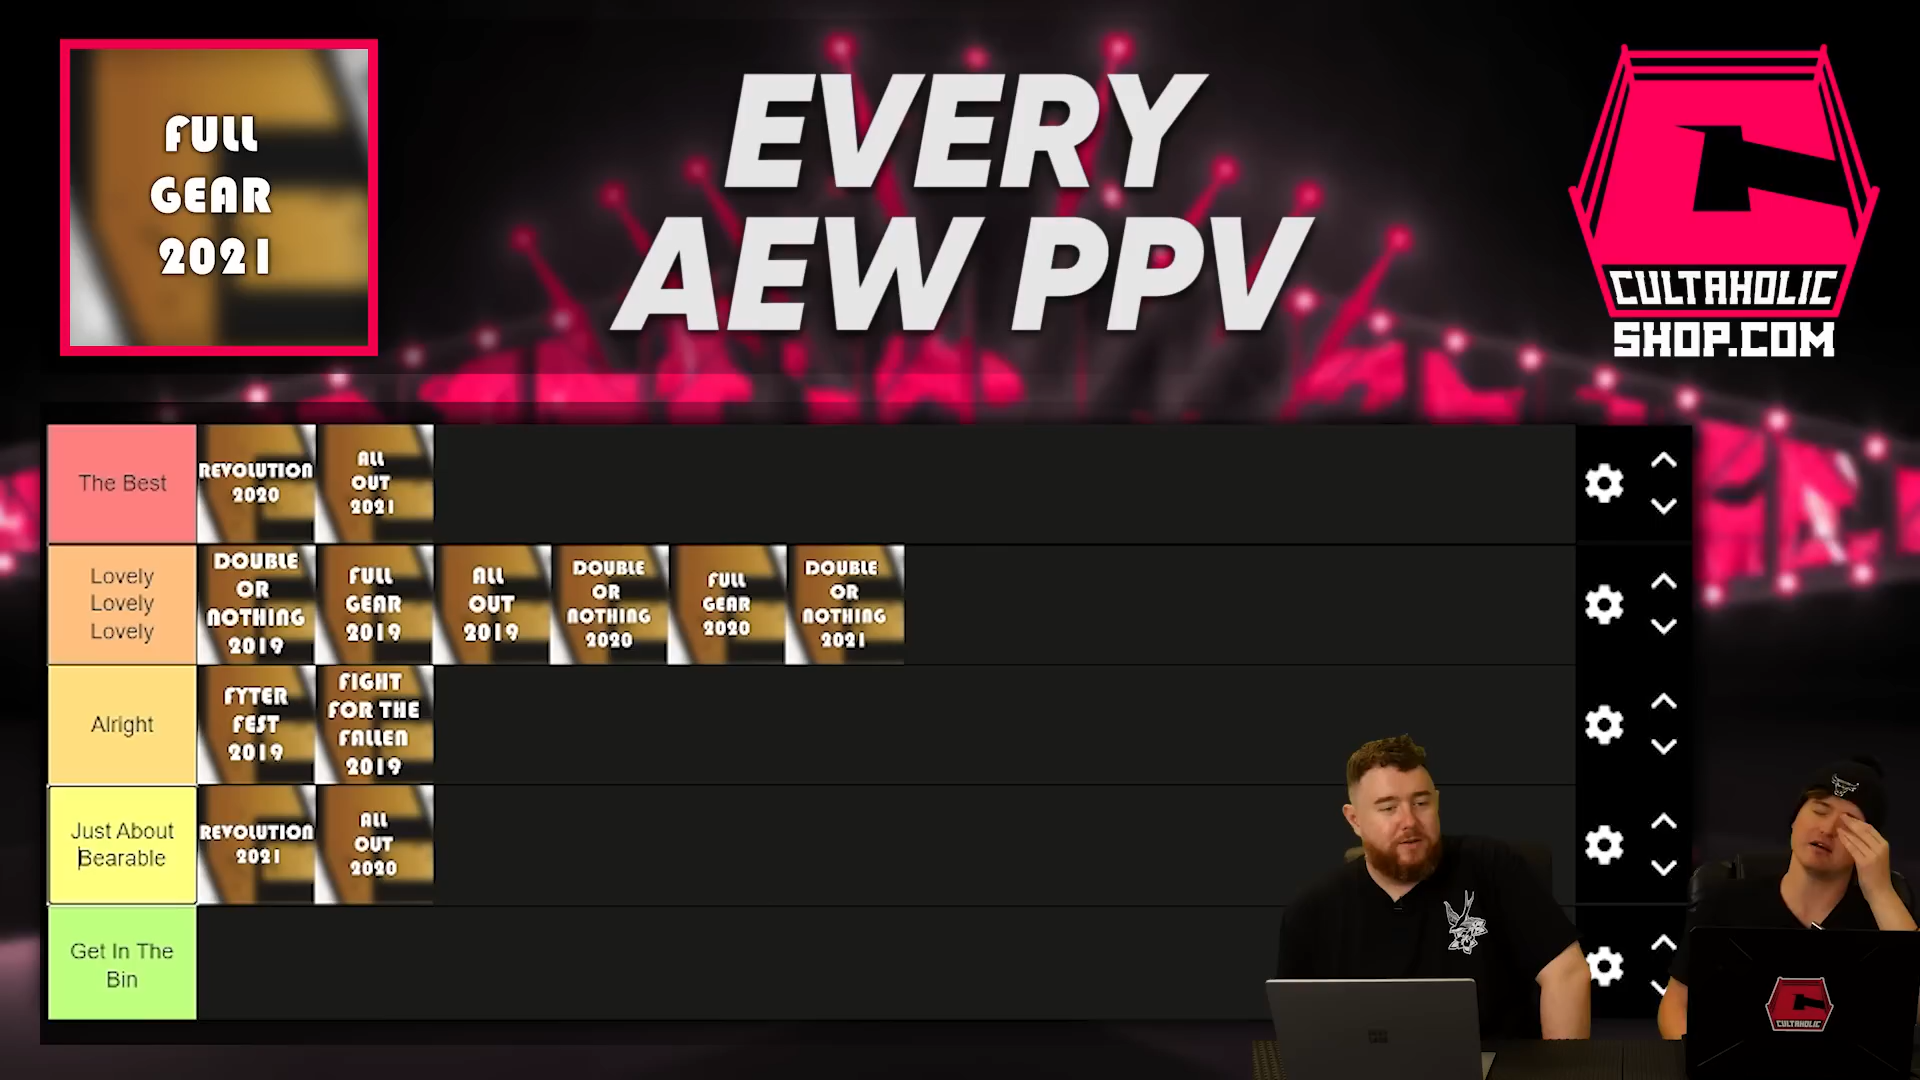 FULL
GEAR
2021
EVERY
AEW PPV
CULTAHOLIC
SHOP.COM
The Best
REVOLUTION
2020
ALL
OUT
2021
Lovely
Lovely
Lovely
DOUBLE
OR
NOTHING
2019
FULL
GEAR
2019
ALL
OUT
2019
DOUBLE
OR
NOTHING
2020
FULL
GEAR
2020
DOUBLE
OR
NOTHING
2021
Alright
FYTER
FEST
2019
FIGHT
FOR THE
FALLEN
2019
Just About
Bearable
REVOLUTION
2021
ALL
OUT
2020
Get In The
Bin
CULTAHOLIC